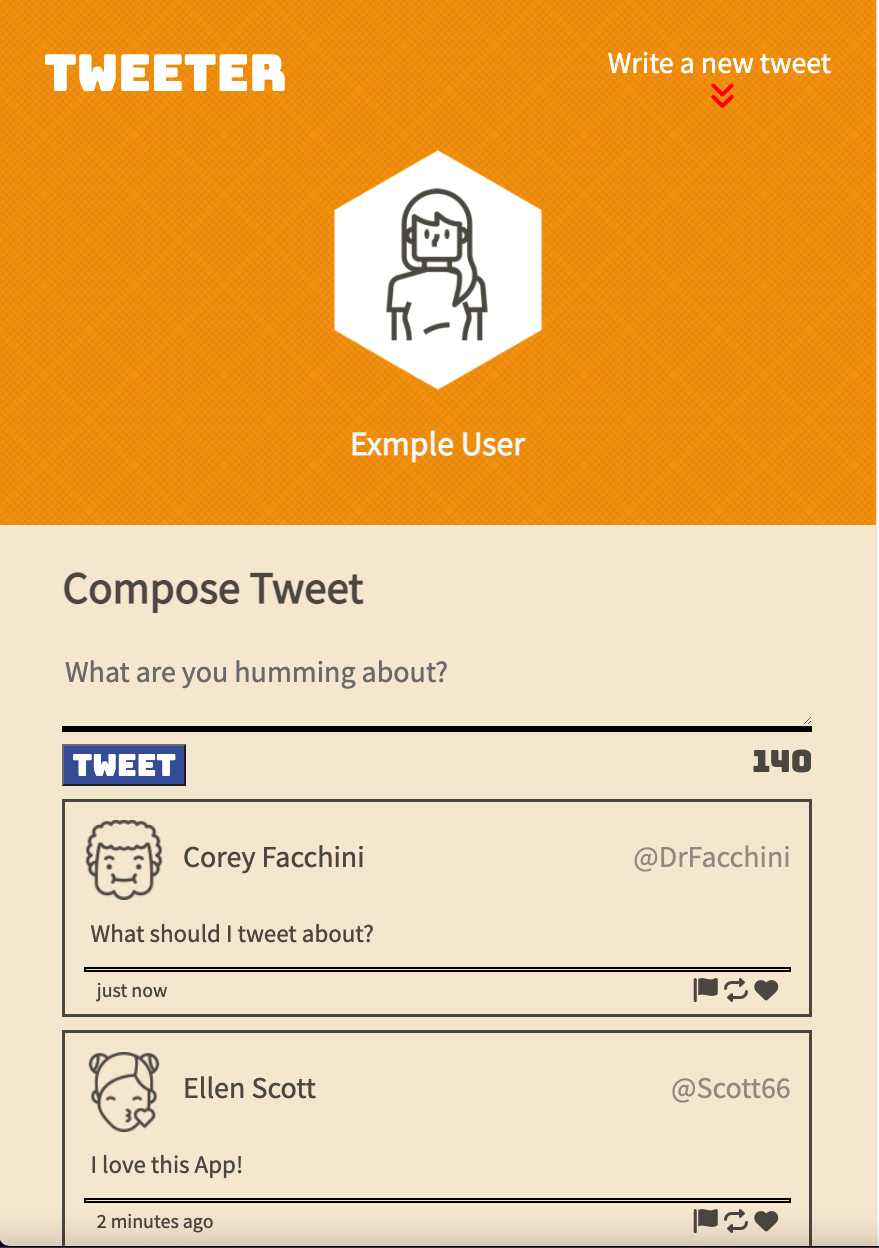 TWEETER
Write a new tweet
Exmple User
Compose Tweet
What are you humming about?
TWEET
140
Corey Facchini
@DrFacchini
What should I tweet about?
just now
Ellen Scott
@Scott66
I love this App!
2 minutes ago